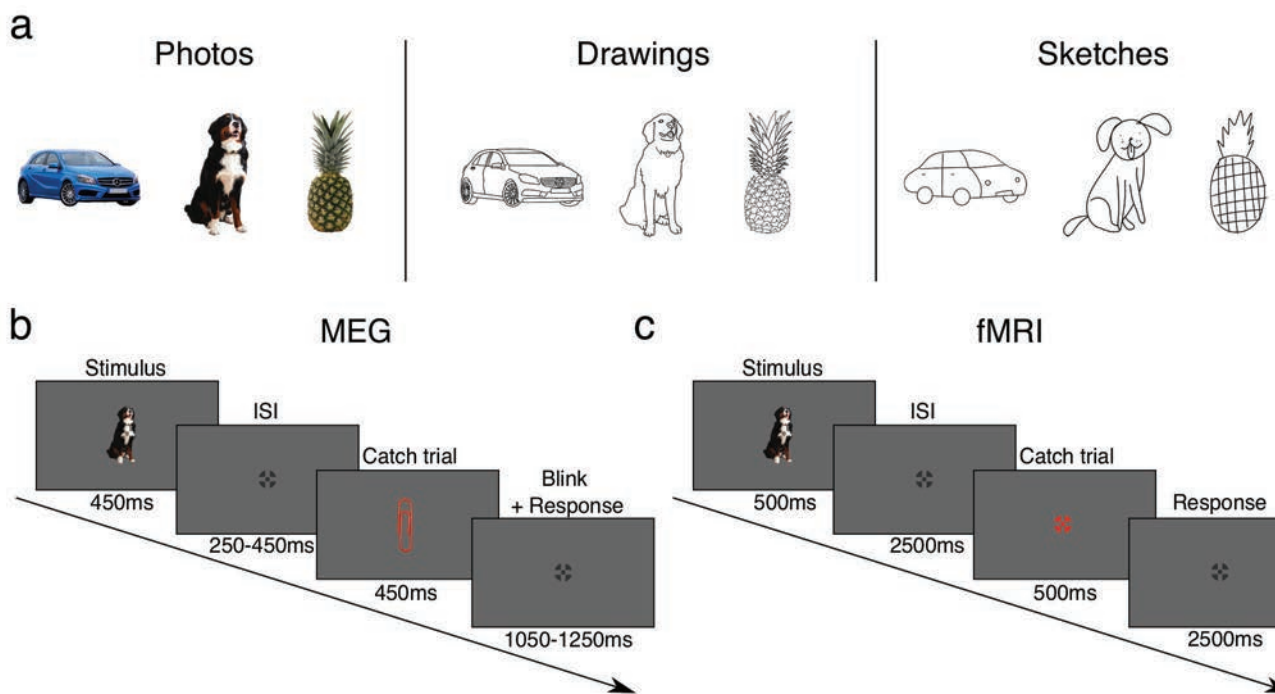 a
Photos
Drawings
Sketches
b
MEG
Stimulus
450ms
ISI
250-450ms
Catch trial
450ms
Blink
+ Response
1050-1250ms
c
fMRI
Stimulus
500ms
ISI
2500ms
Catch trial
500ms
Response
2500ms